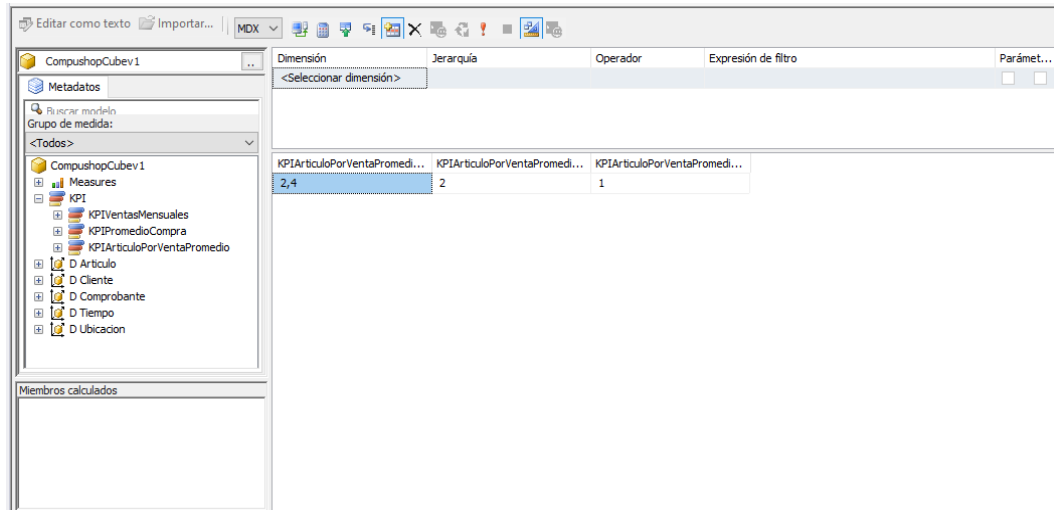 Editar como texto Importar... MDX
CompushopCubev1 ..
Metadatos
Buscar modelo
Grupo de medida:
<Todos>
CompushopCubev1
Measures
KPI
KPIVentasMensuales
KPIPromedioCompra
KPIArticuloPorVentaPromedio
D Articulo
D Cliente
D Comprobante
D Tiempo
D Ubicacion
Miembros calculados
Dimensión Jerarquía Operador Expresión de filtro Parámet...
<Seleccionar dimensión>
KPIArticuloPorVentaPromedi... KPIArticuloPorVentaPromedi... KPIArticuloPorVentaPromedi...
2,4 2 1